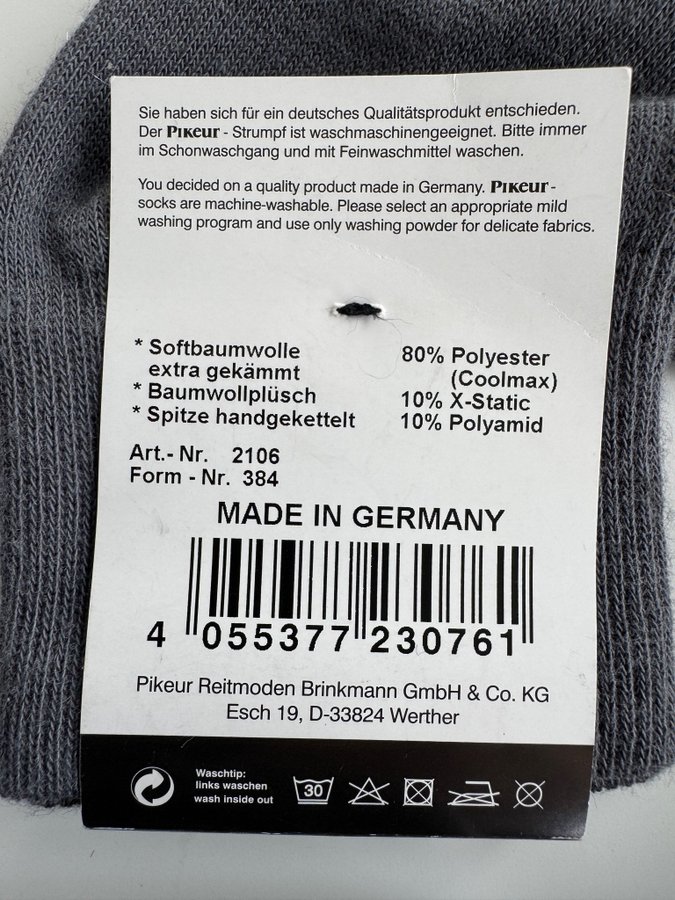 Sie haben sich für ein deutsches Qualitätsprodukt entschieden.
Der PIKeur - Strumpf ist waschmaschinengeeignet. Bitte immer
im Schonwaschgang und mit Feinwaschmittel waschen.
You decided on a quality product made in Germany. PIKeur -
socks are machine-washable. Please select an appropriate mild
washing program and use only washing powder for delicate fabrics.
* Softbaumwolle
extra gekämmt
* Baumwollplüsch
* Spitze handgekettelt
80% Polyester
(Coolmax)
10% X-Static
10% Polyamid
Art.- Nr. 2106
Form - Nr. 384
MADE IN GERMANY
4 055377 230761
Pikeur Reitmoden Brinkmann GmbH & Co. KG
Esch 19, D-33824 Werther
Waschtip:
links waschen
wash inside out
30